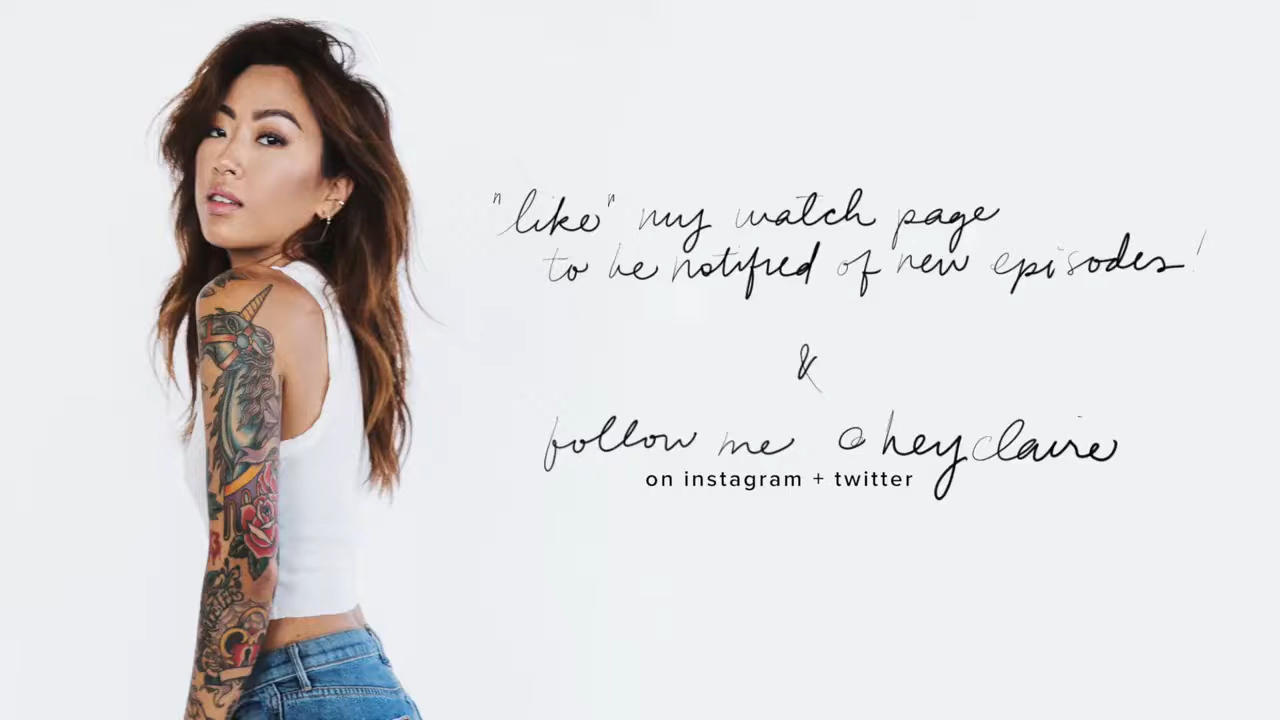 "like" my watch page
to be notified of new episodes!
&
follow me @heyclaire
on instagram + twitter